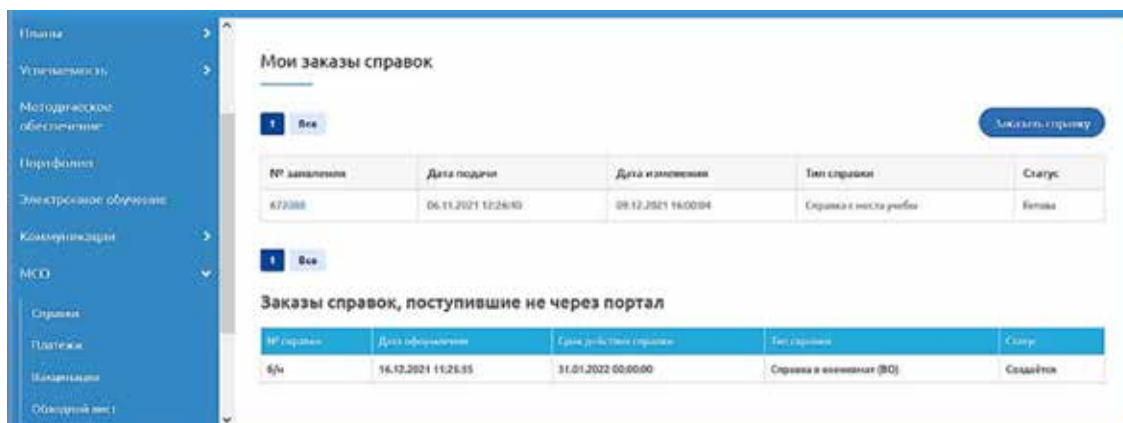 Планы
Успеваемость
Методическое
обеспечение
Портфолио
Электронное обучение
Коммуникации
МСО
Справки
Платежи
Вакцинация
Обходной лист
Мои заказы справок
1 Все
Заказать справку
№ заявления Дата подачи Дата изменения Тип справки Статус
06.11.2021 12:26:40 09.12.2021 16:00:04 Справка с места учебы Готова
1 Все
Заказы справок, поступившие не через портал
№ справки Дата оформления Срок действия справки Тип справки Статус
б/н 16.12.2021 11:25:35 31.01.2022 00:00:00 Справка в военкомат (ВО) Создаётся